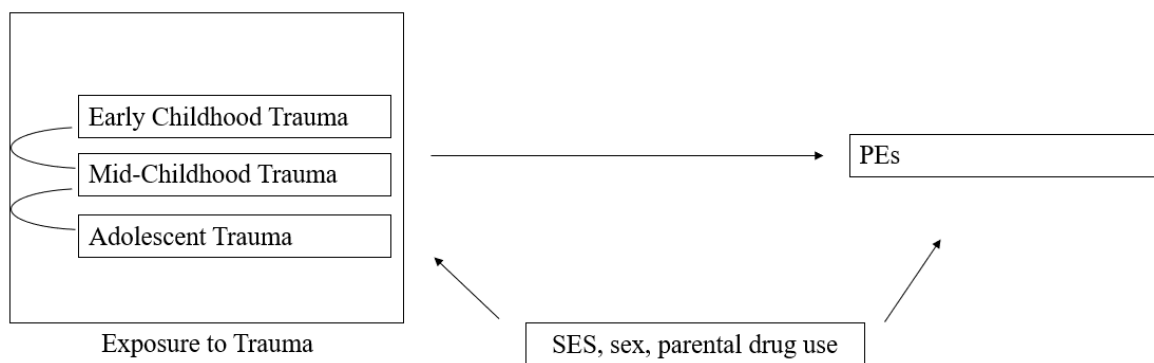 Early Childhood Trauma
Mid-Childhood Trauma
Adolescent Trauma
Exposure to Trauma
PEs
SES, sex, parental drug use